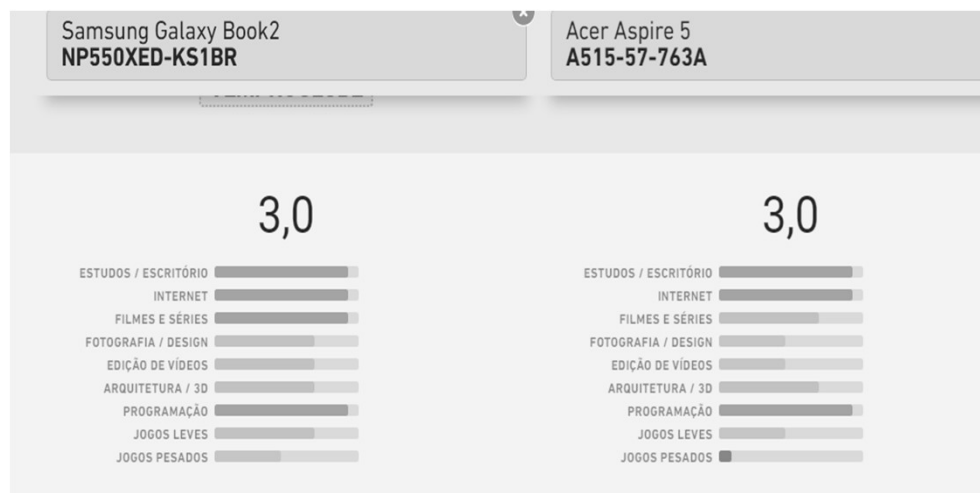 Samsung Galaxy Book2
NP550XED-KS1BR
Acer Aspire 5
A515-57-763A
3,0
ESTUDOS / ESCRITÓRIO
INTERNET
FILMES E SÉRIES
FOTOGRAFIA / DESIGN
EDIÇÃO DE VÍDEOS
ARQUITETURA / 3D
PROGRAMAÇÃO
JOGOS LEVES
JOGOS PESADOS
3,0
ESTUDOS / ESCRITÓRIO
INTERNET
FILMES E SÉRIES
FOTOGRAFIA / DESIGN
EDIÇÃO DE VÍDEOS
ARQUITETURA / 3D
PROGRAMAÇÃO
JOGOS LEVES
JOGOS PESADOS